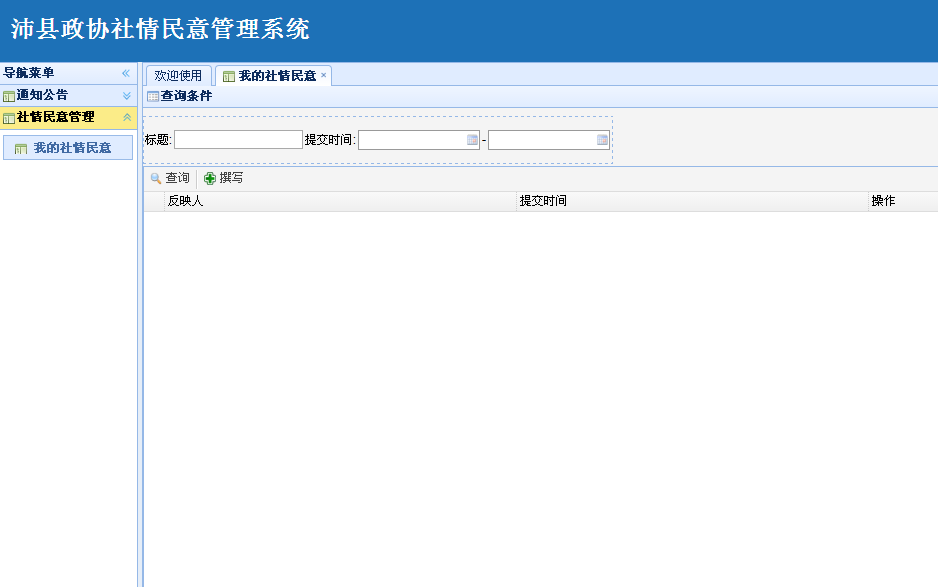 沛县政协社情民意管理系统
导航菜单
通知公告
社情民意管理
我的社情民意
欢迎使用 我的社情民意
查询条件
标题: 提交时间: -
查询 撰写
反映人 提交时间 操作